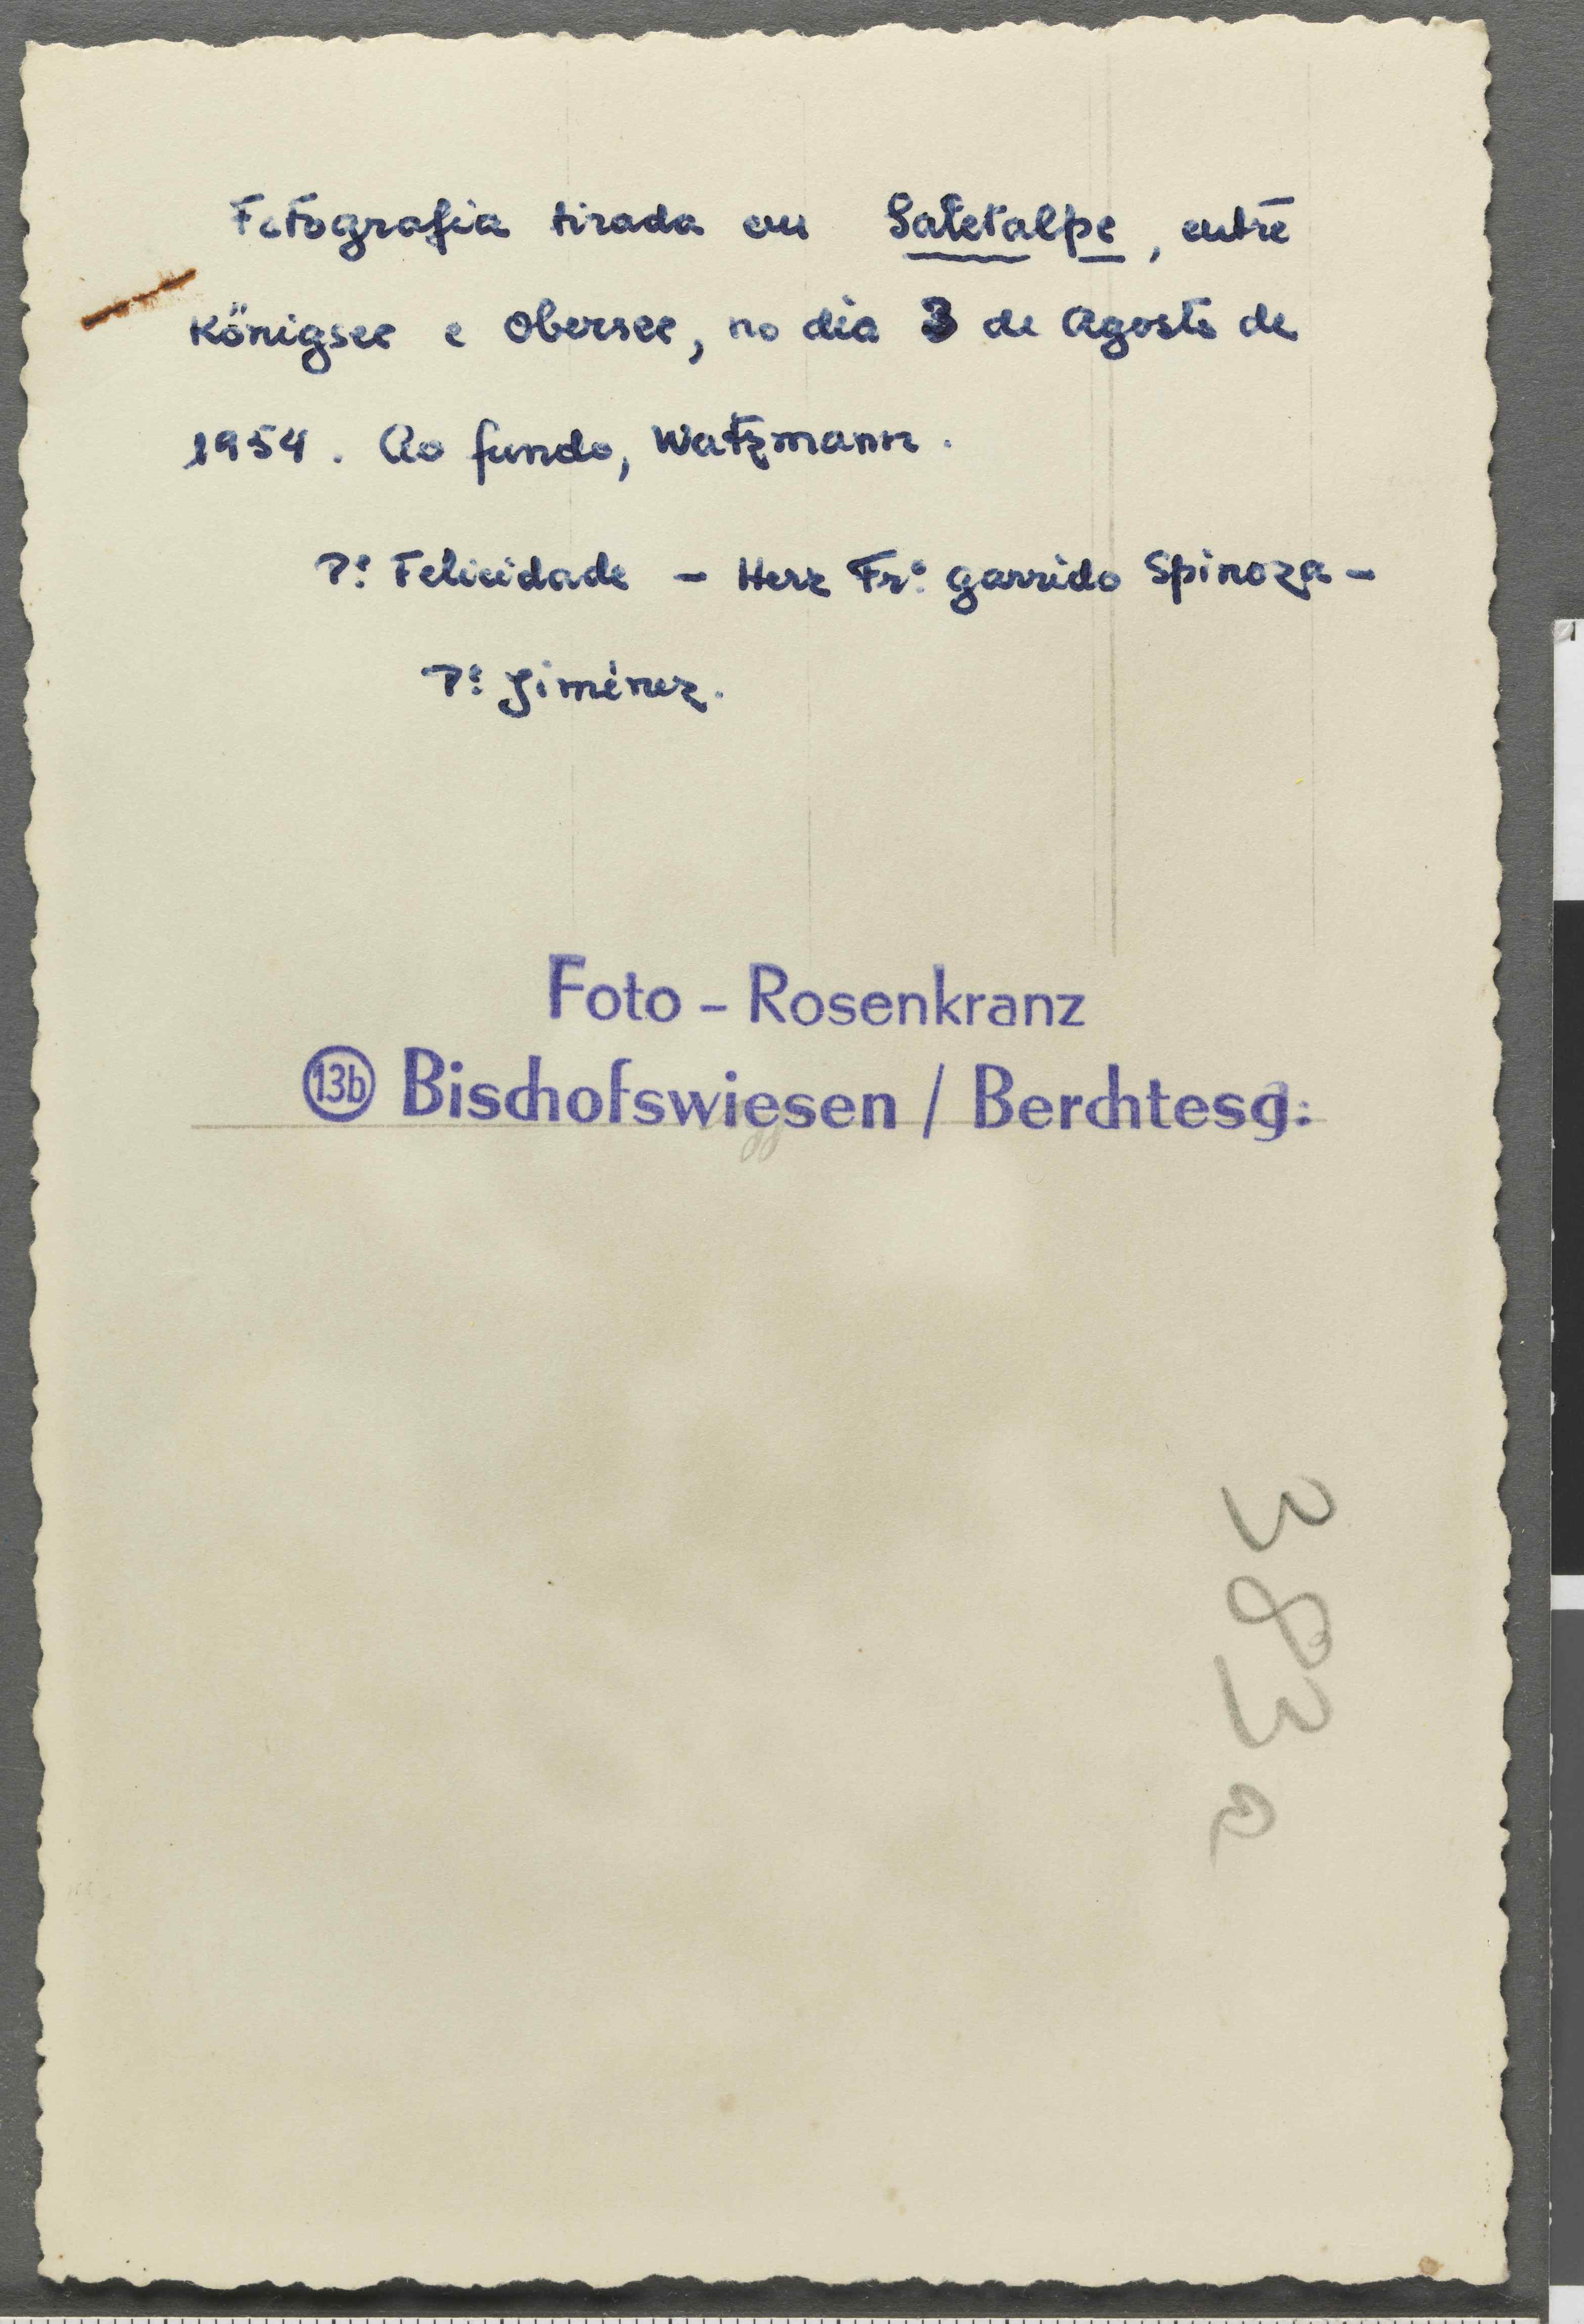 Fotografia tirada em Saletalpe, entre
Königsee e Obersee, no dia 3 de Agosto de
1954. Ao fundo, Watzmann.
P.e Felicidade - Herr Fr.o Garrido Spinoza -
P.e Jiménez.
Foto - Rosenkranz
13b Bischofswiesen / Berchtesg.
383a